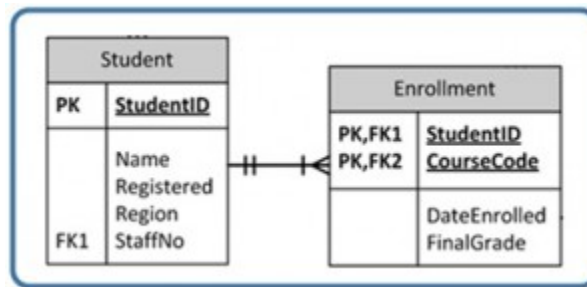 Student
PK StudentID
Name
Registered
Region
FK1 StaffNo
Enrollment
PK,FK1 StudentID
PK,FK2 CourseCode
DateEnrolled
FinalGrade